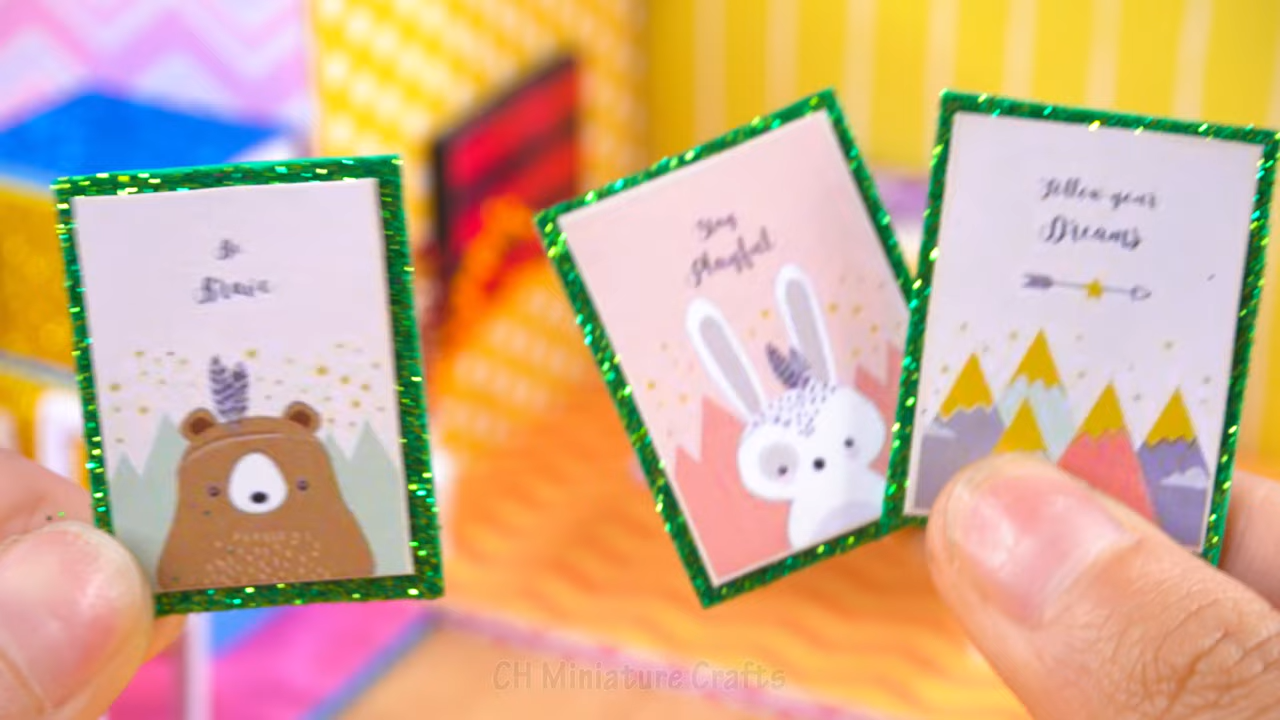 Be
Brave
Stay
Playful
Follow your
Dreams
CH Miniature Crafts